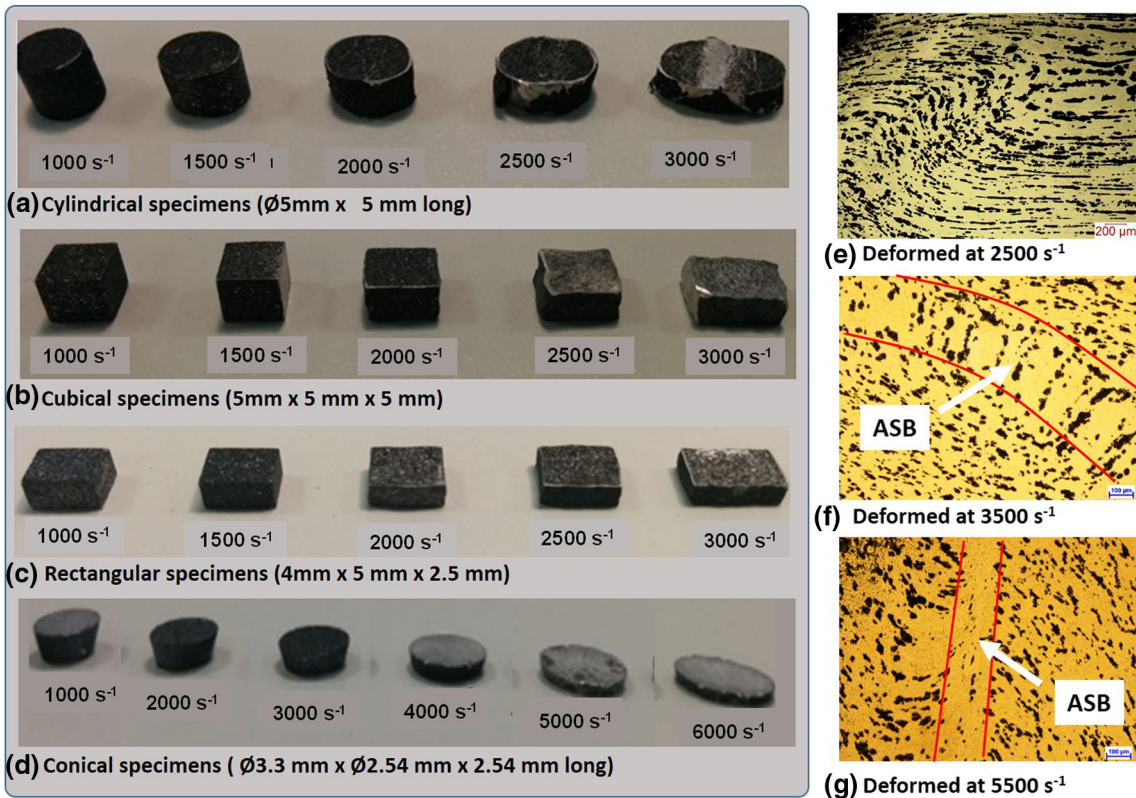 1000 s⁻¹
1500 s⁻¹
2000 s⁻¹
2500 s⁻¹
3000 s⁻¹
(a) Cylindrical specimens (Ø5mm x 5 mm long)
1000 s⁻¹
1500 s⁻¹
2000 s⁻¹
2500 s⁻¹
3000 s⁻¹
(b) Cubical specimens (5mm x 5 mm x 5 mm)
1000 s⁻¹
1500 s⁻¹
2000 s⁻¹
2500 s⁻¹
3000 s⁻¹
(c) Rectangular specimens (4mm x 5 mm x 2.5 mm)
1000 s⁻¹
2000 s⁻¹
3000 s⁻¹
4000 s⁻¹
5000 s⁻¹
6000 s⁻¹
(d) Conical specimens ( Ø3.3 mm x Ø2.54 mm x 2.54 mm long)
200 µm
(e) Deformed at 2500 s⁻¹
ASB
100 µm
(f) Deformed at 3500 s⁻¹
ASB
100 µm
(g) Deformed at 5500 s⁻¹